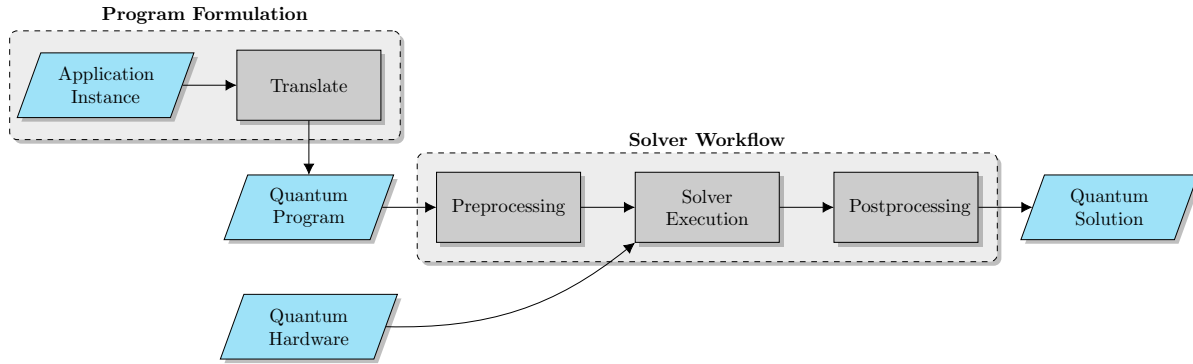 Program Formulation
Application
Instance
Translate
Quantum
Program
Solver Workflow
Preprocessing
Solver
Execution
Postprocessing
Quantum
Solution
Quantum
Hardware